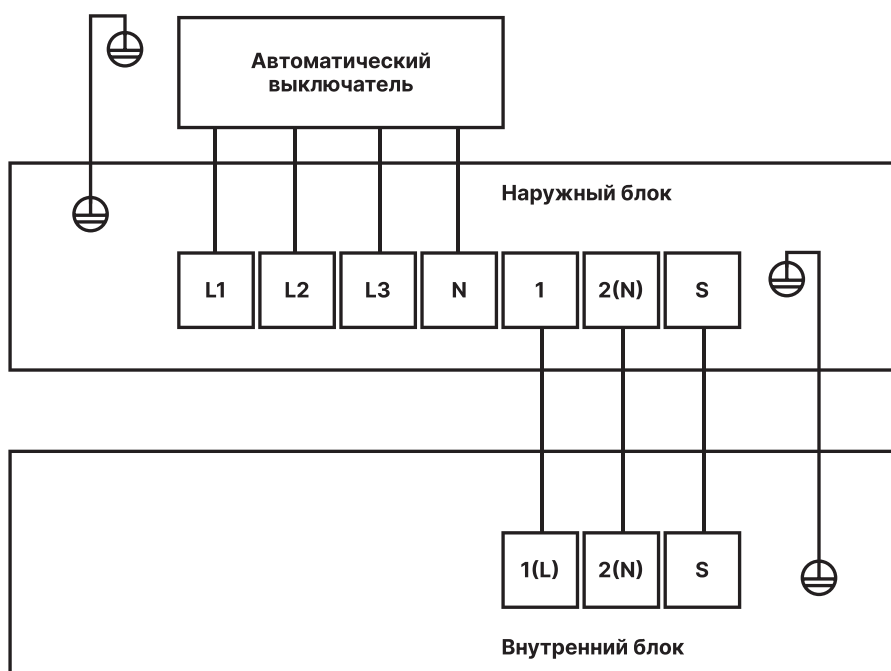 Автоматический
выключатель
Наружный блок
L1 L2 L3 N 1 2(N) S
1(L) 2(N) S
Внутренний блок